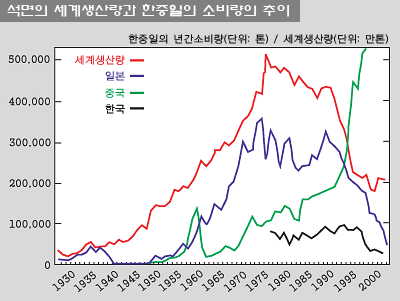 석면의 세계생산량과 한중일의 소비량의 추이
한중일의 년간소비량(단위: 톤) / 세계생산량(단위: 만톤)
세계생산량
일본
중국
한국
500,000
400,000
300,000
200,000
100,000
0
1930 1935 1940 1945 1950 1955 1960 1965 1970 1975 1980 1985 1990 1995 2000